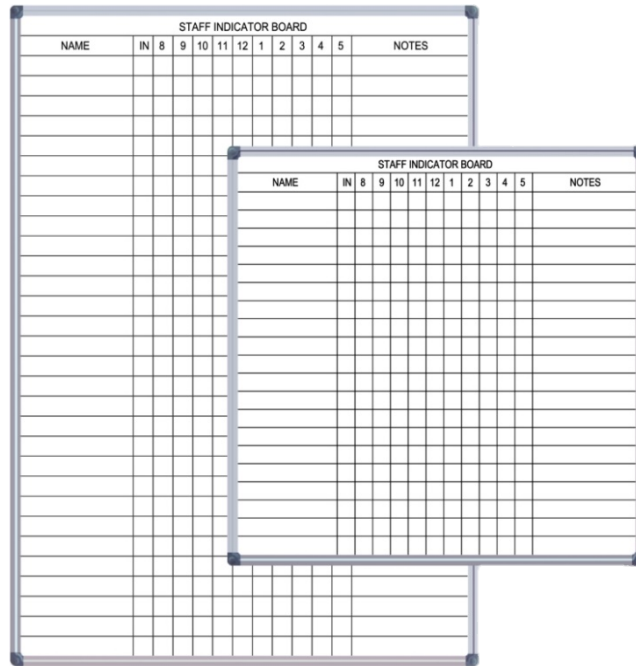 STAFF INDICATOR BOARD
NAME IN 8 9 10 11 12 1 2 3 4 5 NOTES
STAFF INDICATOR BOARD
NAME IN 8 9 10 11 12 1 2 3 4 5 NOTES